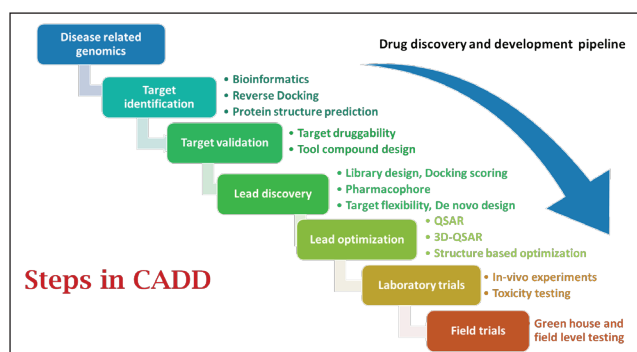 Disease related
genomics
Drug discovery and development pipeline
Target
identification
• Bioinformatics
• Reverse Docking
• Protein structure prediction
Target validation
• Target druggability
• Tool compound design
Lead discovery
• Library design, Docking scoring
• Pharmacophore
• Target flexibility, De novo design
Lead optimization
• QSAR
• 3D-QSAR
• Structure based optimization
Steps in CADD
Laboratory trials
• In-vivo experiments
• Toxicity testing
Field trials
Green house and
field level testing